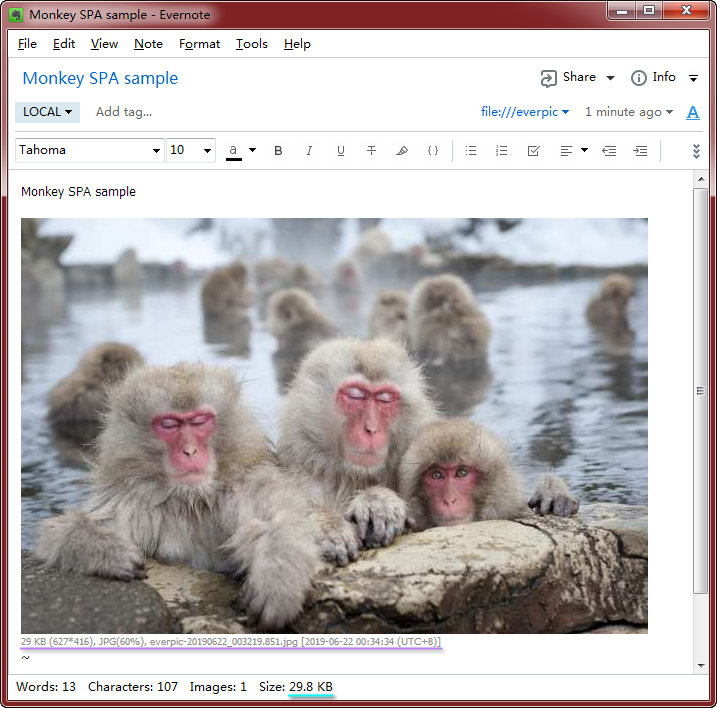 Monkey SPA sample - Evernote
File Edit View Note Format Tools Help
Monkey SPA sample
Share Info
LOCAL Add tag... file:///everpic 1 minute ago A
Tahoma 10 a B I U T {}
Monkey SPA sample
29 KB (627*416), JPG(60%), everpic-20190622_003219.851.jpg [2019-06-22 00:34:34 (UTC+8)]
~
Words: 13 Characters: 107 Images: 1 Size: 29.8 KB